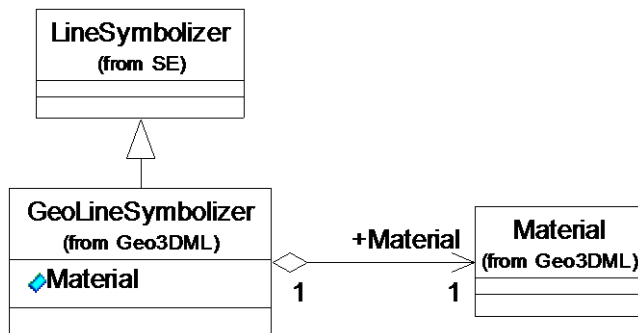 LineSymbolizer
(from SE)
GeoLineSymbolizer
(from Geo3DML)
Material
+Material
1
1
Material
(from Geo3DML)